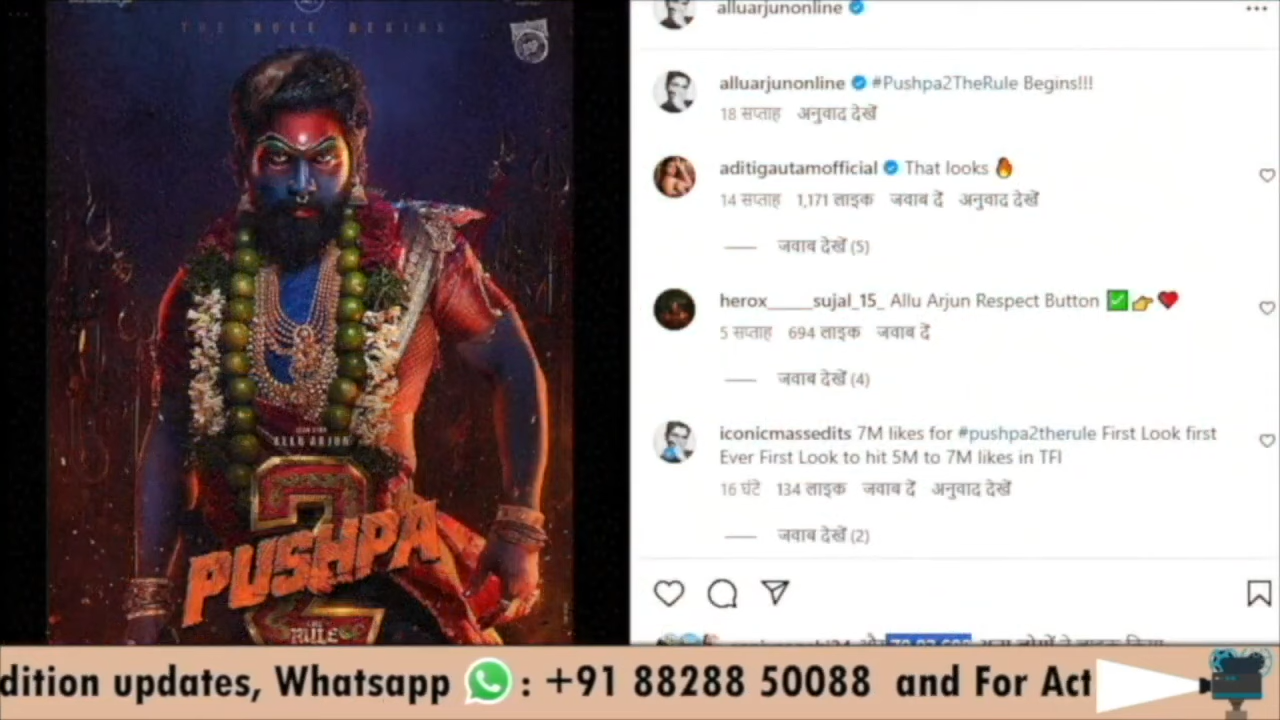 THE RULE BEGINS
ALLU ARJUN
2
PUSHPA
THE
RULE
alluarjunonline
alluarjunonline #Pushpa2TheRule Begins!!!
18 सप्ताह अनुवाद देखें
aditigautamofficial That looks 🔥
14 सप्ताह 1,171 लाइक जवाब दें अनुवाद देखें
जवाब देखें (5)
herox_____sujal_15_ Allu Arjun Respect Button ✅👉❤️
5 सप्ताह 694 लाइक जवाब दें
जवाब देखें (4)
iconicmassedits 7M likes for #pushpa2therule First Look first
Ever First Look to hit 5M to 7M likes in TFI
16 घंटे 134 लाइक जवाब दें अनुवाद देखें
जवाब देखें (2)
dition updates, Whatsapp : +91 88288 50088 and For Act